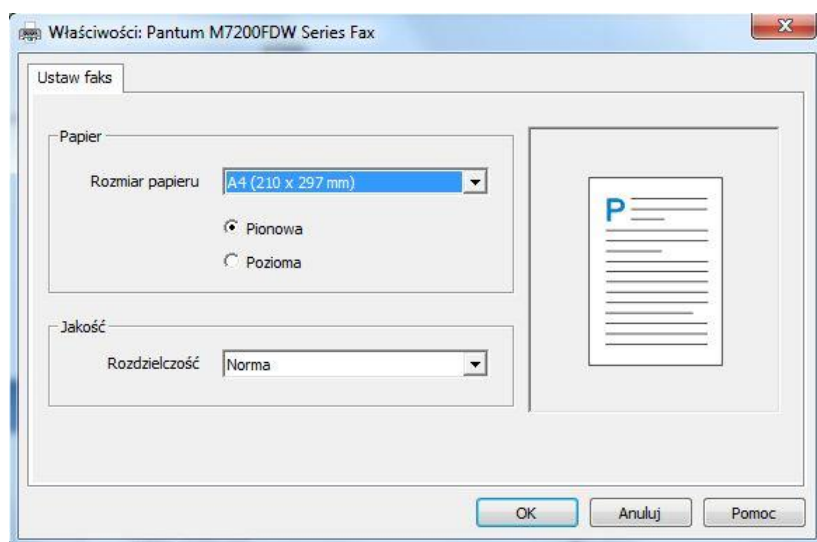 Właściwości: Pantum M7200FDW Series Fax
Ustaw faks
Papier
Rozmiar papieru A4 (210 x 297 mm)
Pionowa
Pozioma
Jakość
Rozdzielczość Norma
P
OK Anuluj Pomoc